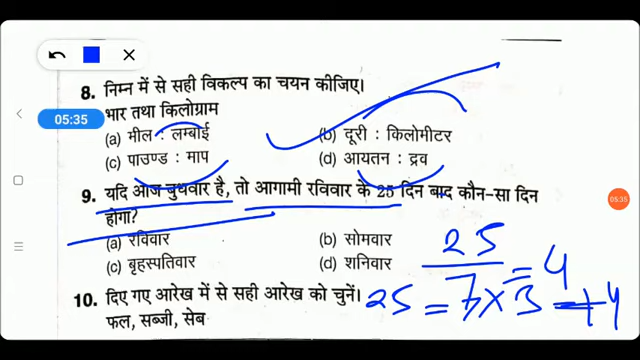 8. निम्न में से सही विकल्प का चयन कीजिए।
भार तथा किलोग्राम
(a) मील : लम्बाई (b) दूरी : किलोमीटर
(c) पाउण्ड : माप (d) आयतन : द्रव
05:35
9. यदि आज बुधवार है, तो आगामी रविवार के 25 दिन बाद कौन-सा दिन
होगा?
05:35
(a) रविवार (b) सोमवार
(c) बृहस्पतिवार (d) शनिवार
25
7 = 4
10. दिए गए आरेख में से सही आरेख को चुनें।
25 = 7 × 3 + 4
फल, सब्जी, सेब